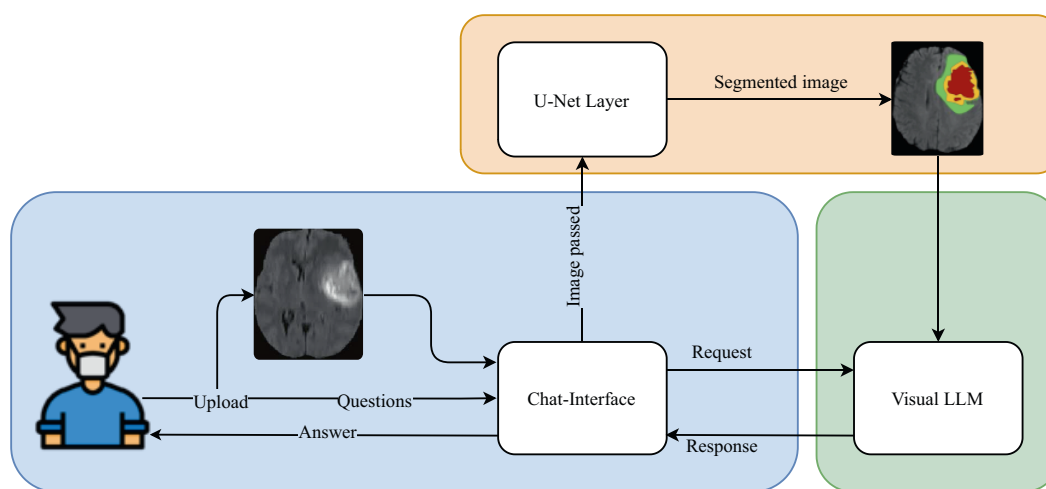 U-Net Layer
Segmented image
Image passed
Upload
Questions
Answer
Chat-Interface
Request
Response
Visual LLM